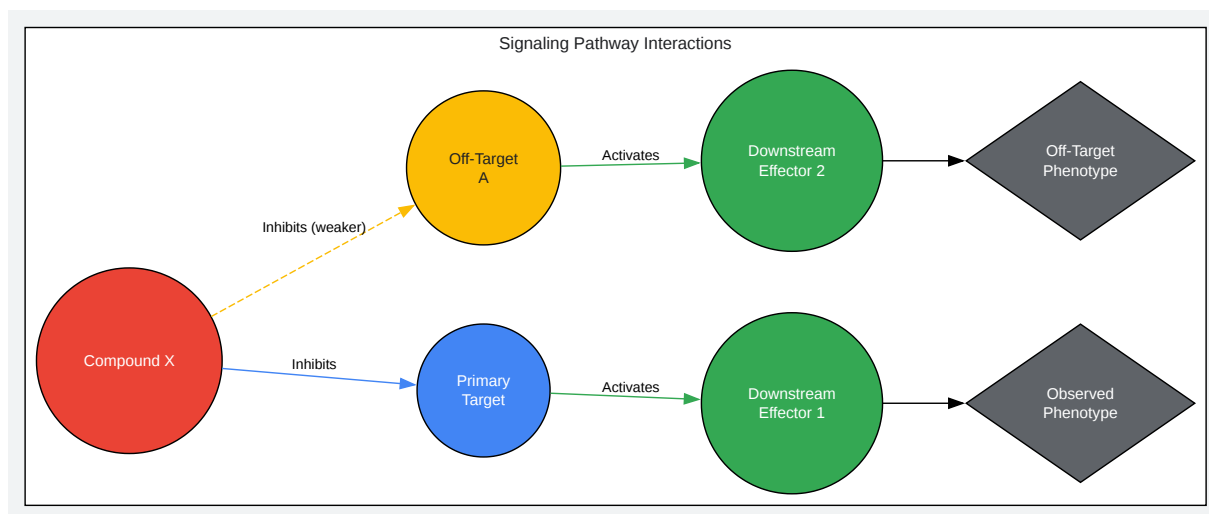 Signaling Pathway Interactions
Off-Target
A
Activates
Downstream
Effector 2
Off-Target
Phenotype
Inhibits (weaker)
Compound X
Inhibits
Primary
Target
Activates
Downstream
Effector 1
Observed
Phenotype